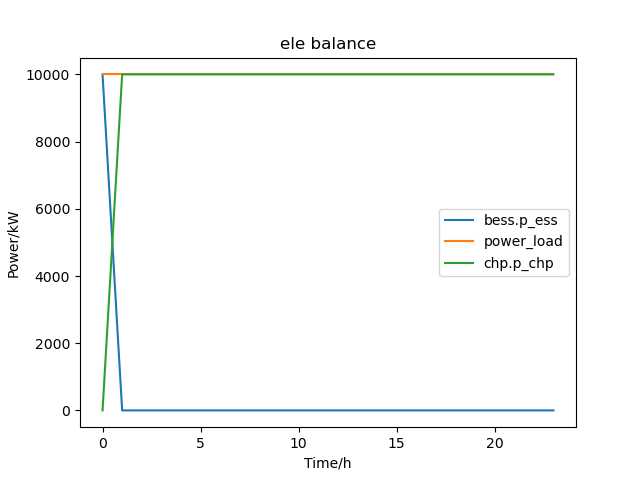 ele balance
Power/kW
10000
8000
6000
4000
2000
0
bess.p_ess
power_load
chp.p_chp
0 5 10 15 20
Time/h